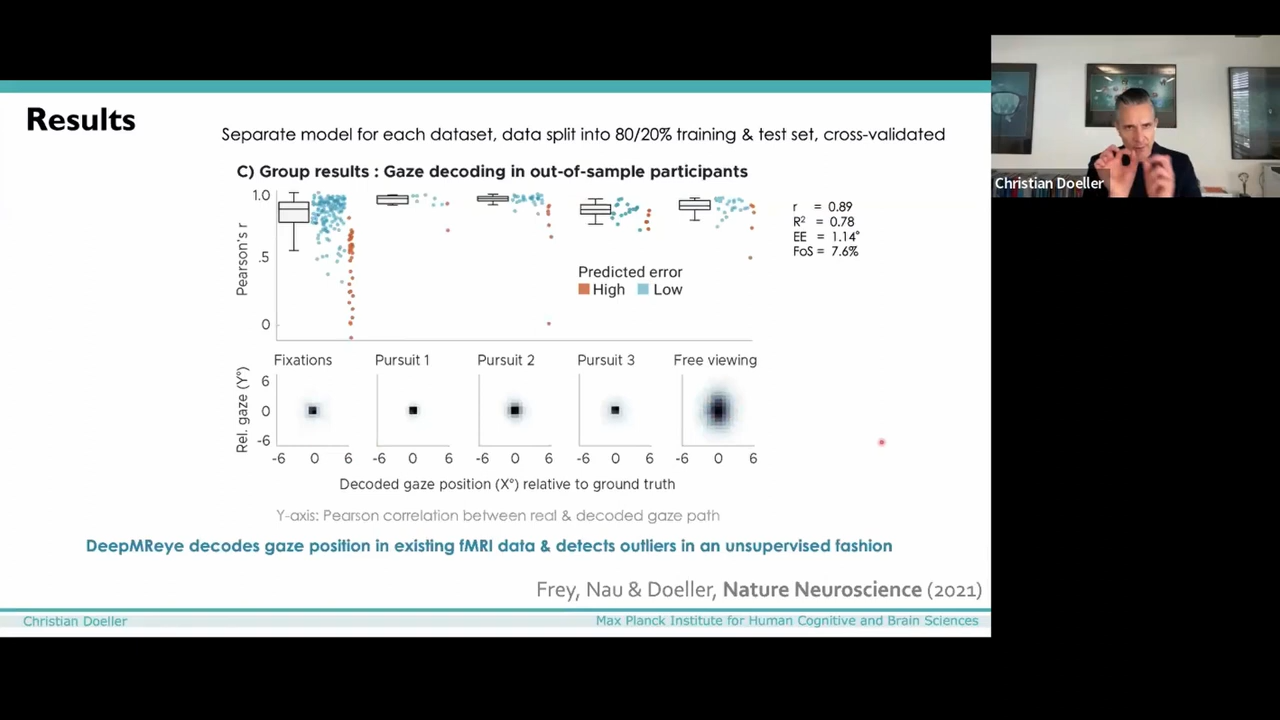 Results
Separate model for each dataset, data split into 80/20% training & test set, cross-validated
C) Group results : Gaze decoding in out-of-sample participants
Christian Doeller
Pearson's r
1.0
.5
0
r = 0.89
R² = 0.78
EE = 1.14°
FoS = 7.6%
Predicted error
High Low
Fixations Pursuit 1 Pursuit 2 Pursuit 3 Free viewing
Rel. gaze (Y°)
6
0
-6
-6 0 6 -6 0 6 -6 0 6 -6 0 6 -6 0 6
Decoded gaze position (X°) relative to ground truth
Y-axis: Pearson correlation between real & decoded gaze path
DeepMReye decodes gaze position in existing fMRI data & detects outliers in an unsupervised fashion
Frey, Nau & Doeller, Nature Neuroscience (2021)
Christian Doeller Max Planck Institute for Human Cognitive and Brain Sciences